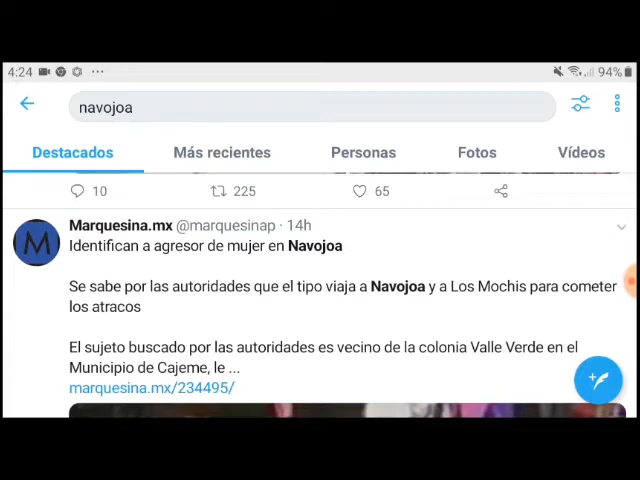 4:24 94%
navojoa
Destacados Más recientes Personas Fotos Vídeos
10 225 65
M
Marquesina.mx @marquesinap · 14h
Identifican a agresor de mujer en Navojoa
Se sabe por las autoridades que el tipo viaja a Navojoa y a Los Mochis para cometer
los atracos
El sujeto buscado por las autoridades es vecino de la colonia Valle Verde en el
Municipio de Cajeme, le ...
marquesina.mx/234495/